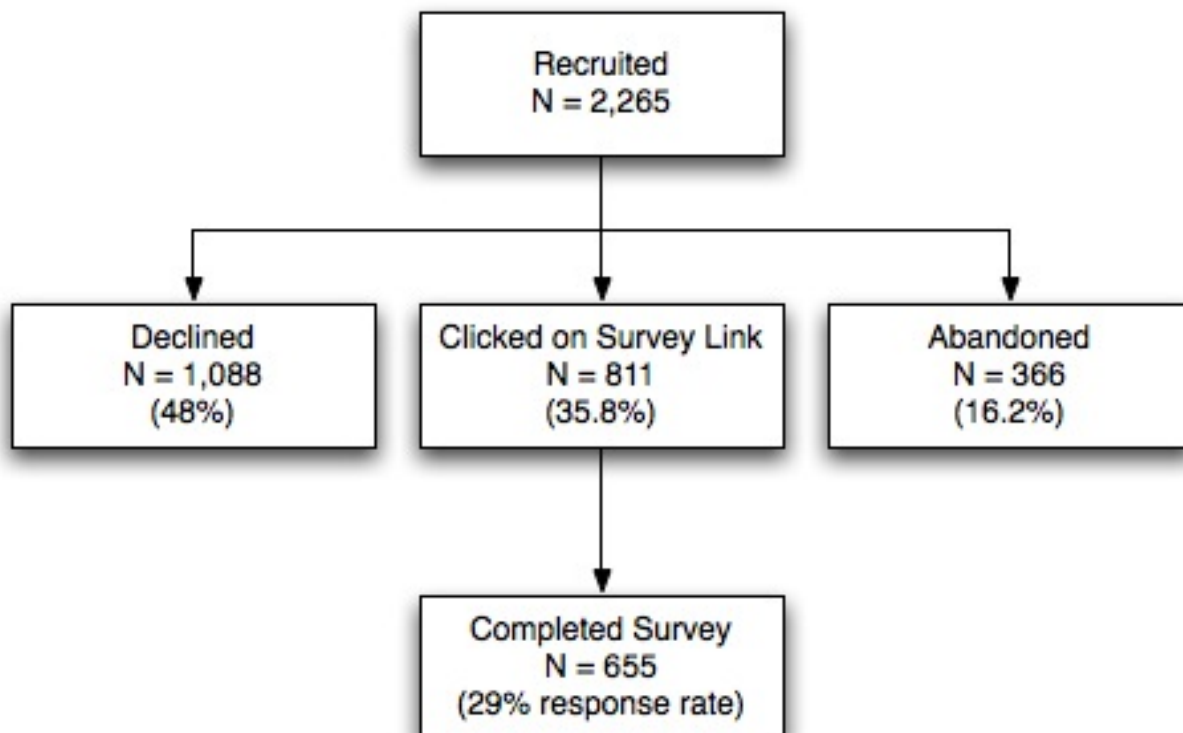 Recruited
N = 2,265
Declined
N = 1,088
(48%)
Clicked on Survey Link
N = 811
(35.8%)
Abandoned
N = 366
(16.2%)
Completed Survey
N = 655
(29% response rate)